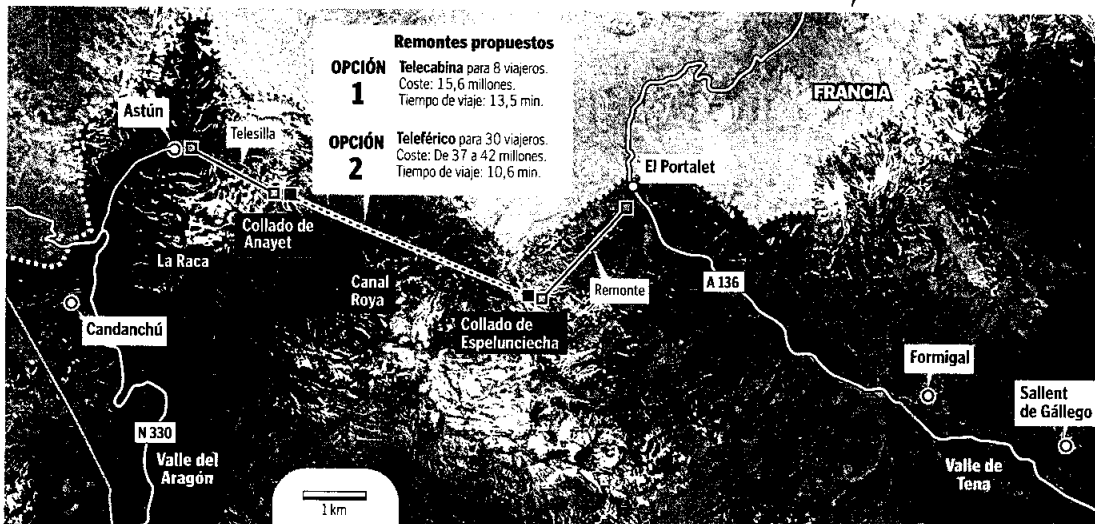 Remontes propuestos
OPCIÓN 1
Telecabina para 8 viajeros.
Coste: 15,6 millones.
Tiempo de viaje: 13,5 min.
OPCIÓN 2
Teleférico para 30 viajeros.
Coste: De 37 a 42 millones.
Tiempo de viaje: 10,6 min.
FRANCIA
Astún
Telesilla
El Portalet
Collado de
Anayet
La Raca
Canal
Roya
Remonte
A 136
Candanchú
Collado de
Espelunciecha
Formigal
Sallent
de Gállego
N 330
Valle del
Aragón
Valle de
Tena
1 km